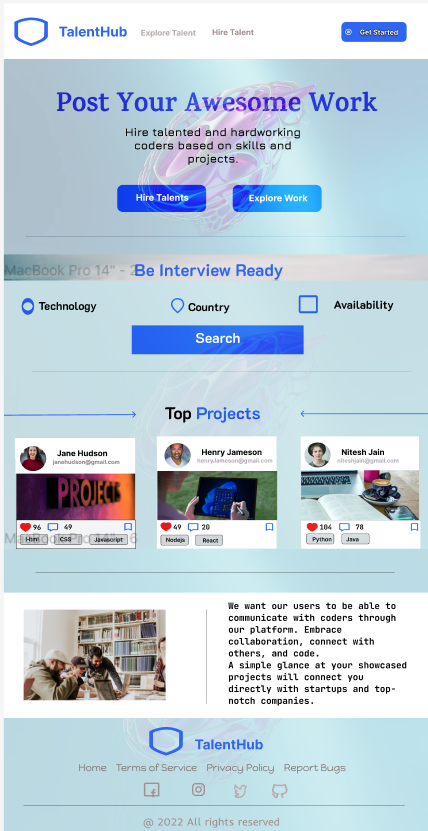 TalentHub
Explore Talent
Hire Talent
Get Started
Post Your Awesome Work
Hire talented and hardworking
coders based on skills and
projects.
Hire Talents
Explore Work
MacBook Pro 14" - 2
Be Interview Ready
Technology
Country
Availability
Search
Top Projects
Jane Hudson
janehudson@gmail.com
PROJECTS
96
49
Html
CSS
Javascript
Henry Jameson
henryJameson@gmail.com
49
20
Nodejs
React
Nitesh Jain
niteshjain@gmail.com
104
78
Python
Java
MacBook Pro 14" - 6
We want our users to be able to
communicate with coders through
our platform. Embrace
collaboration, connect with
others, and code.
A simple glance at your showcased
projects will connect you
directly with startups and top-
notch companies.
TalentHub
Home
Terms of Service
Privacy Policy
Report Bugs
@ 2022 All rights reserved